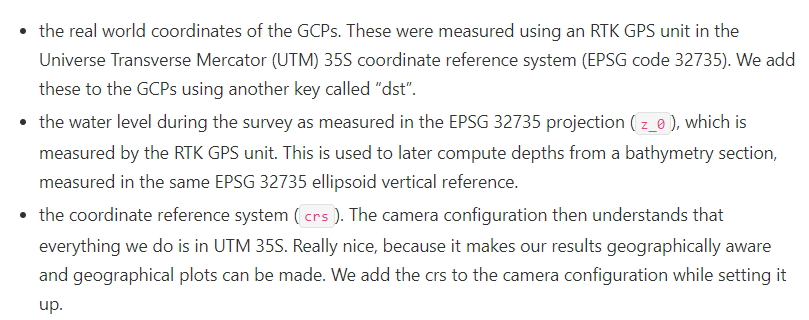 • the real world coordinates of the GCPs. These were measured using an RTK GPS unit in the
Universe Transverse Mercator (UTM) 35S coordinate reference system (EPSG code 32735). We add
these to the GCPs using another key called “dst”.
• the water level during the survey as measured in the EPSG 32735 projection (z_0), which is
measured by the RTK GPS unit. This is used to later compute depths from a bathymetry section,
measured in the same EPSG 32735 ellipsoid vertical reference.
• the coordinate reference system (crs). The camera configuration then understands that
everything we do is in UTM 35S. Really nice, because it makes our results geographically aware
and geographical plots can be made. We add the crs to the camera configuration while setting it
up.